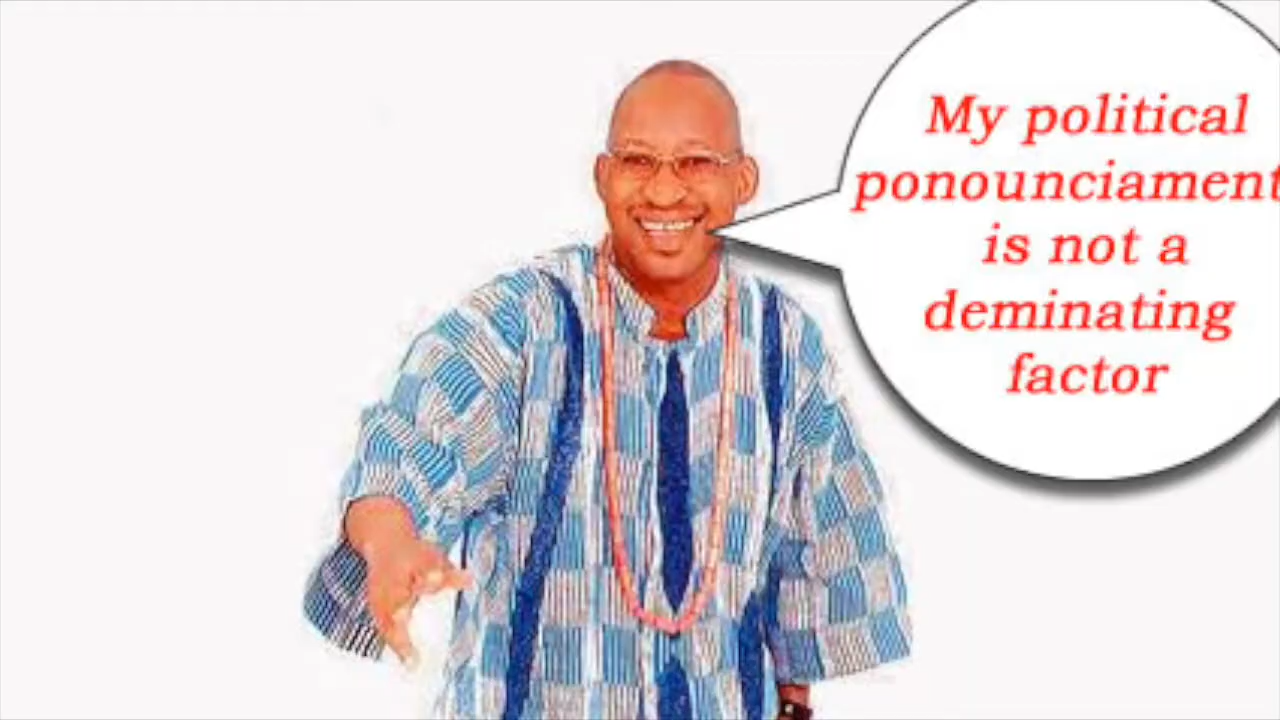 My political
ponounciament
is not a
deminating
factor